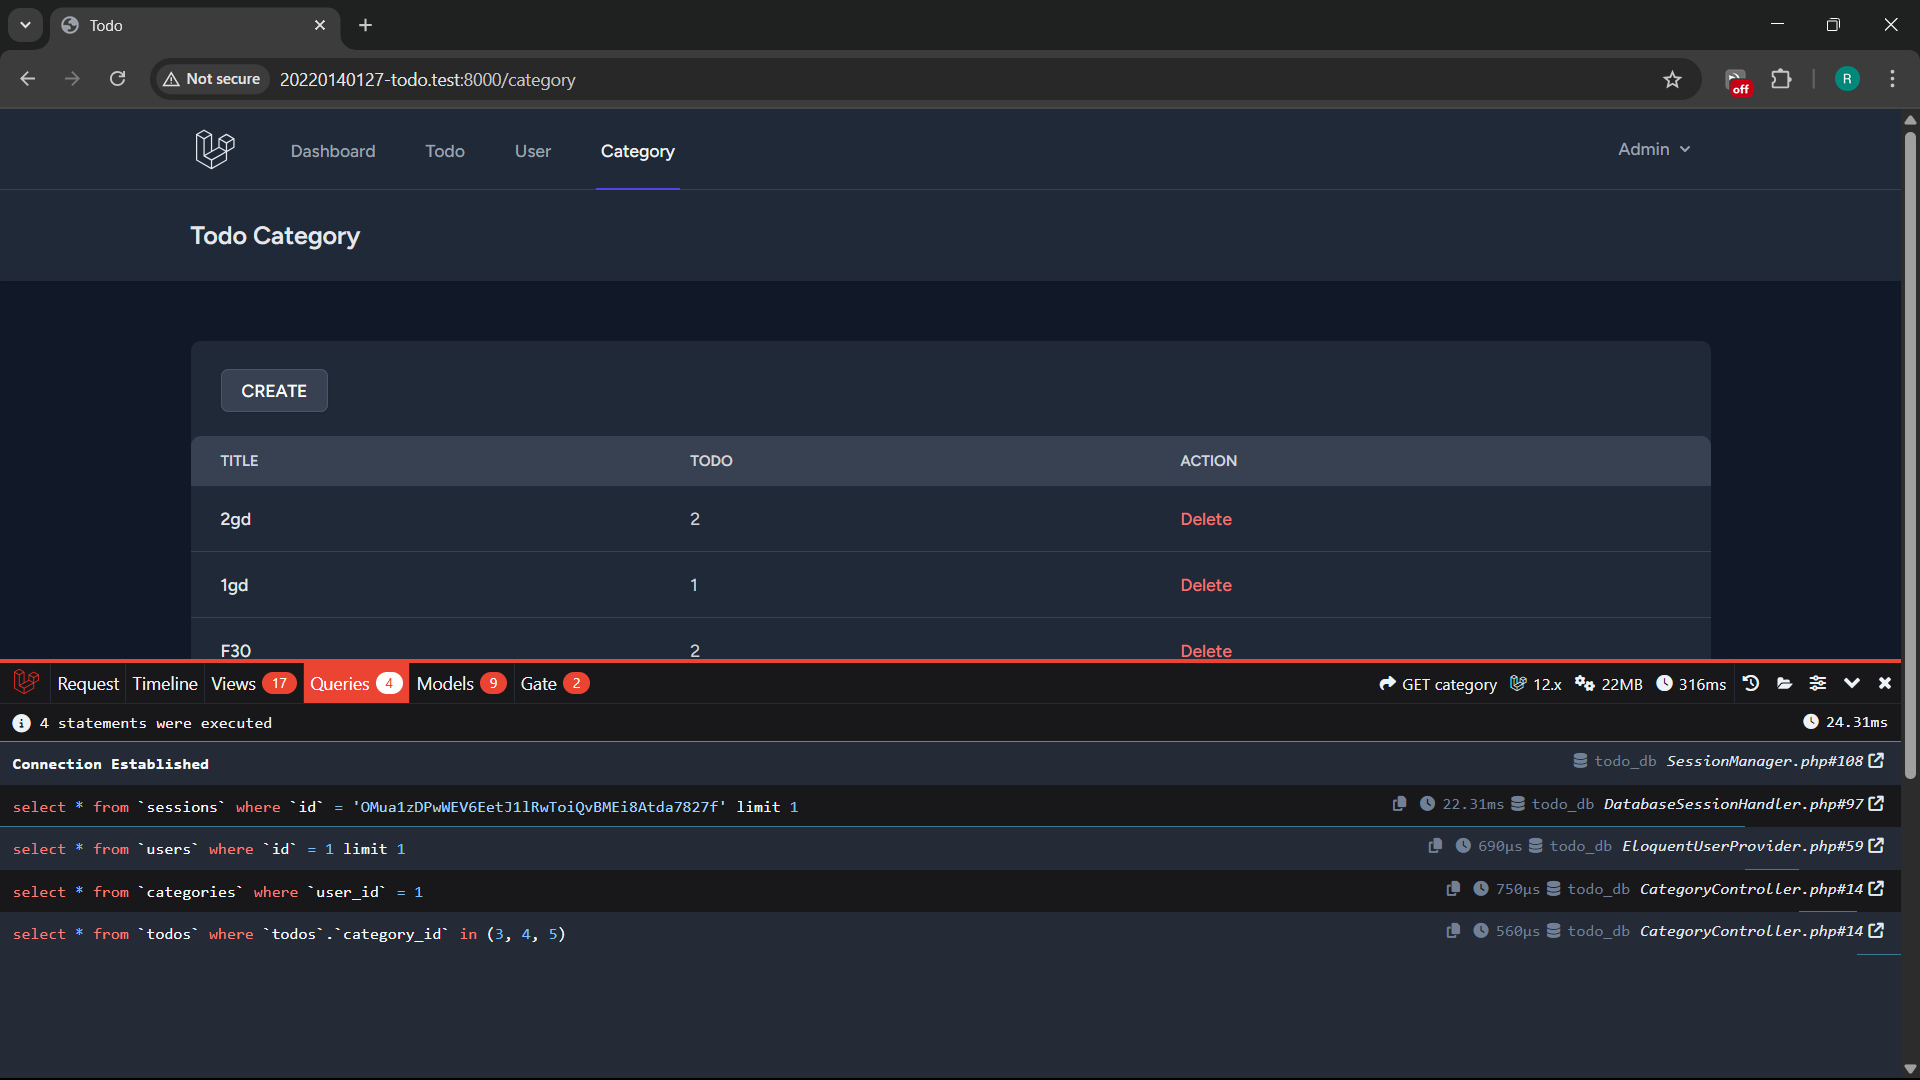 Todo
Not secure 20220140127-todo.test:8000/category off R
Dashboard Todo User Category Admin
Todo Category
CREATE
TITLE TODO ACTION
2gd 2 Delete
1gd 1 Delete
F30 2 Delete
Request Timeline Views 17 Queries 4 Models 9 Gate 2 GET category 12.x 22MB 316ms
4 statements were executed 24.31ms
Connection Established todo_db SessionManager.php#108
select * from `sessions` where `id` = 'OMua1zDPwWEV6EetJ1lRwToiQvBMEi8Atda7827f' limit 1 22.31ms todo_db DatabaseSessionHandler.php#97
select * from `users` where `id` = 1 limit 1 690μs todo_db EloquentUserProvider.php#59
select * from `categories` where `user_id` = 1 750μs todo_db CategoryController.php#14
select * from `todos` where `todos`.`category_id` in (3, 4, 5) 560μs todo_db CategoryController.php#14